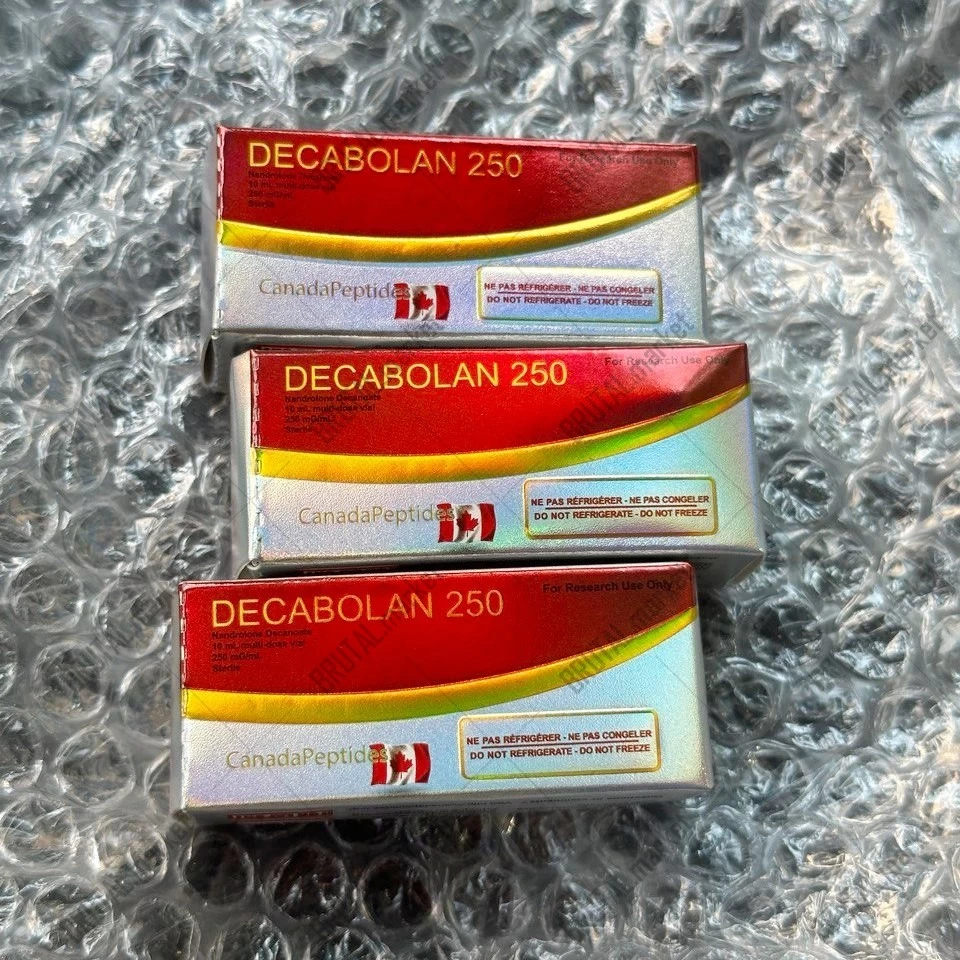 DECABOLAN 250
For Research Use Only
Nandrolone Decanoate
10 mL multi-dose vial
250 mG/mL
Sterile
CanadaPeptides
NE PAS RÉFRIGÉRER - NE PAS CONGELER
DO NOT REFRIGERATE - DO NOT FREEZE
DECABOLAN 250
For Research Use Only
Nandrolone Decanoate
10 mL multi-dose vial
250 mG/mL
Sterile
CanadaPeptides
NE PAS RÉFRIGÉRER - NE PAS CONGELER
DO NOT REFRIGERATE - DO NOT FREEZE
DECABOLAN 250
For Research Use Only
Nandrolone Decanoate
10 mL multi-dose vial
250 mG/mL
Sterile
CanadaPeptides
NE PAS RÉFRIGÉRER - NE PAS CONGELER
DO NOT REFRIGERATE - DO NOT FREEZE
BRUTAL.market